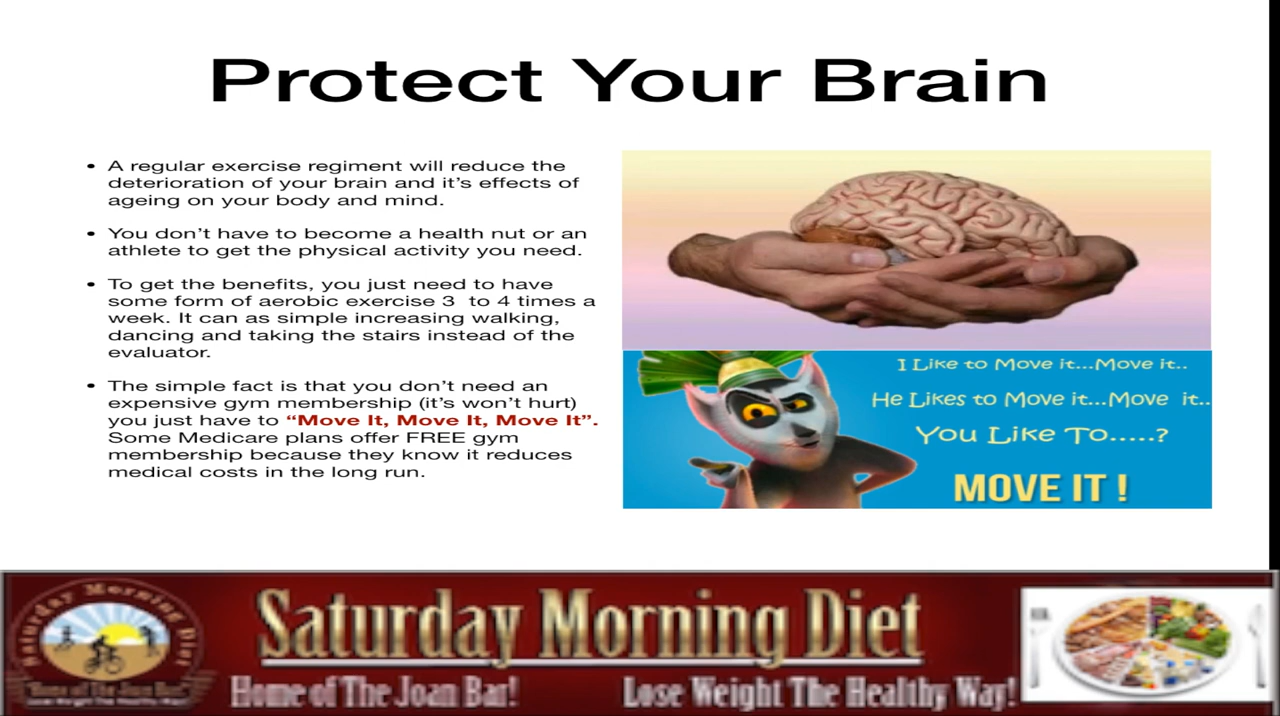 Protect Your Brain
• A regular exercise regiment will reduce the
deterioration of your brain and it's effects of
ageing on your body and mind.
• You don't have to become a health nut or an
athlete to get the physical activity you need.
• To get the benefits, you just need to have
some form of aerobic exercise 3 to 4 times a
week. It can as simple increasing walking,
dancing and taking the stairs instead of the
evaluator.
• The simple fact is that you don't need an
expensive gym membership (it's won't hurt)
you just have to “Move It, Move It, Move It”.
Some Medicare plans offer FREE gym
membership because they know it reduces
medical costs in the long run.
I Like to Move it...Move it..
He Likes to Move it...Move it..
You Like To.....?
MOVE IT !
Saturday Morning Diet
Saturday Morning Diet
Home of The Joan Bar!
Lose Weight The Healthy Way!